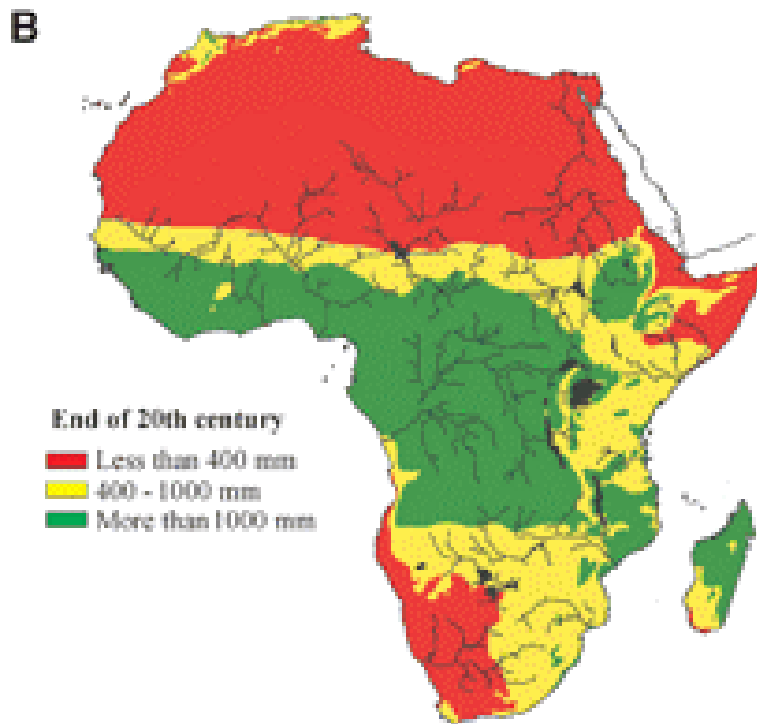 B
End of 20th century
Less than 400 mm
400 - 1000 mm
More than 1000 mm